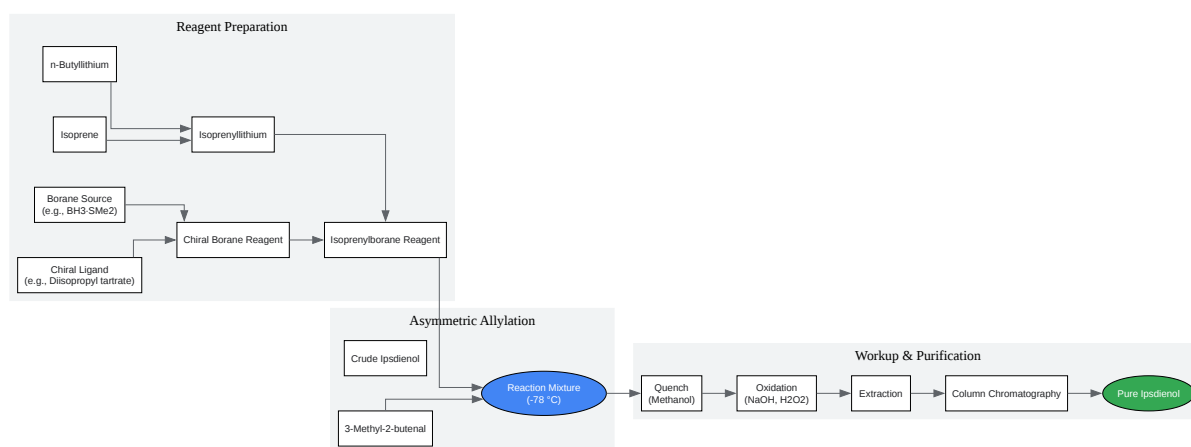 Reagent Preparation
n-Butyllithium
Isoprene
Isoprenyllithium
Borane Source
(e.g., BH3·SMe2)
Chiral Borane Reagent
Isoprenylborane Reagent
Chiral Ligand
(e.g., Diisopropyl tartrate)
Asymmetric Allylation
Crude Ipsdienol
Reaction Mixture
(-78 °C)
3-Methyl-2-butenal
Workup & Purification
Quench
(Methanol)
Oxidation
(NaOH, H2O2)
Extraction
Column Chromatography
Pure Ipsdienol